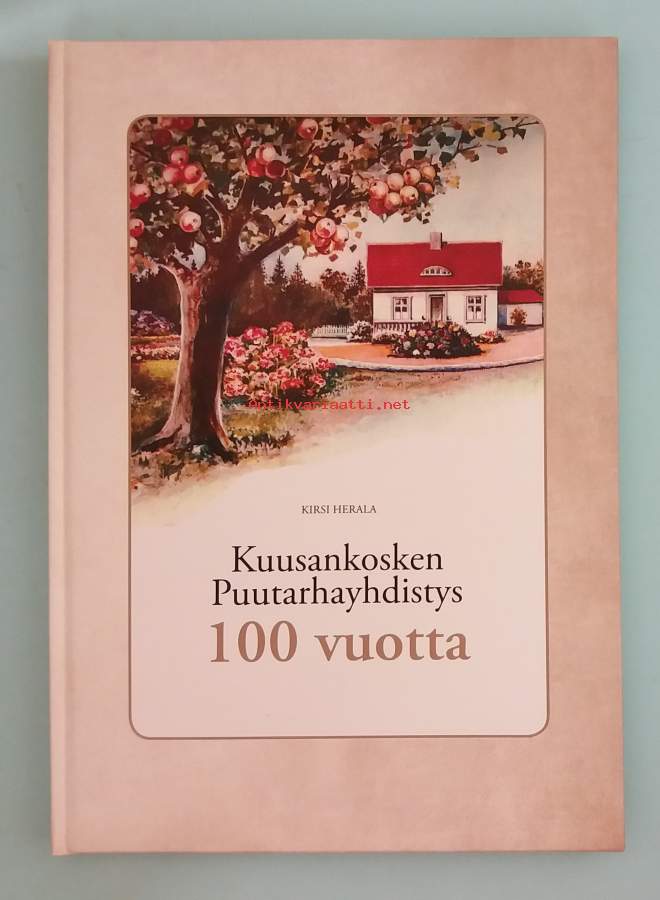 antikvariaatti.net
KIRSI HERALA
Kuusankosken
Puutarhayhdistys
100 vuotta